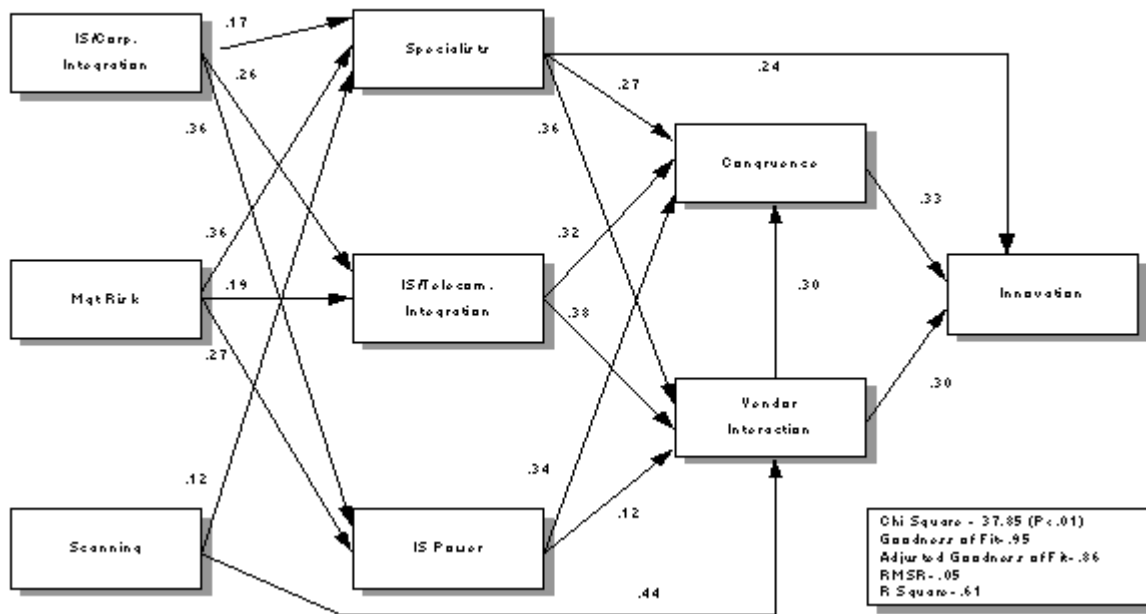 IS/Corp.
Integration
.17
Specialists
.26
.36
.27
.24
.36
Congruence
.33
.36
.32
Mgt Risk
.19
IS/Telecom.
Integration
.30
Innovation
.38
.27
Vendor
Interaction
.30
.12
.34
.12
Scanning
IS Power
.44
Chi Square - 37.85 (P<.01)
Goodness of Fit-.95
Adjusted Goodness of Fit-.86
RMSR-.05
R Square-.61